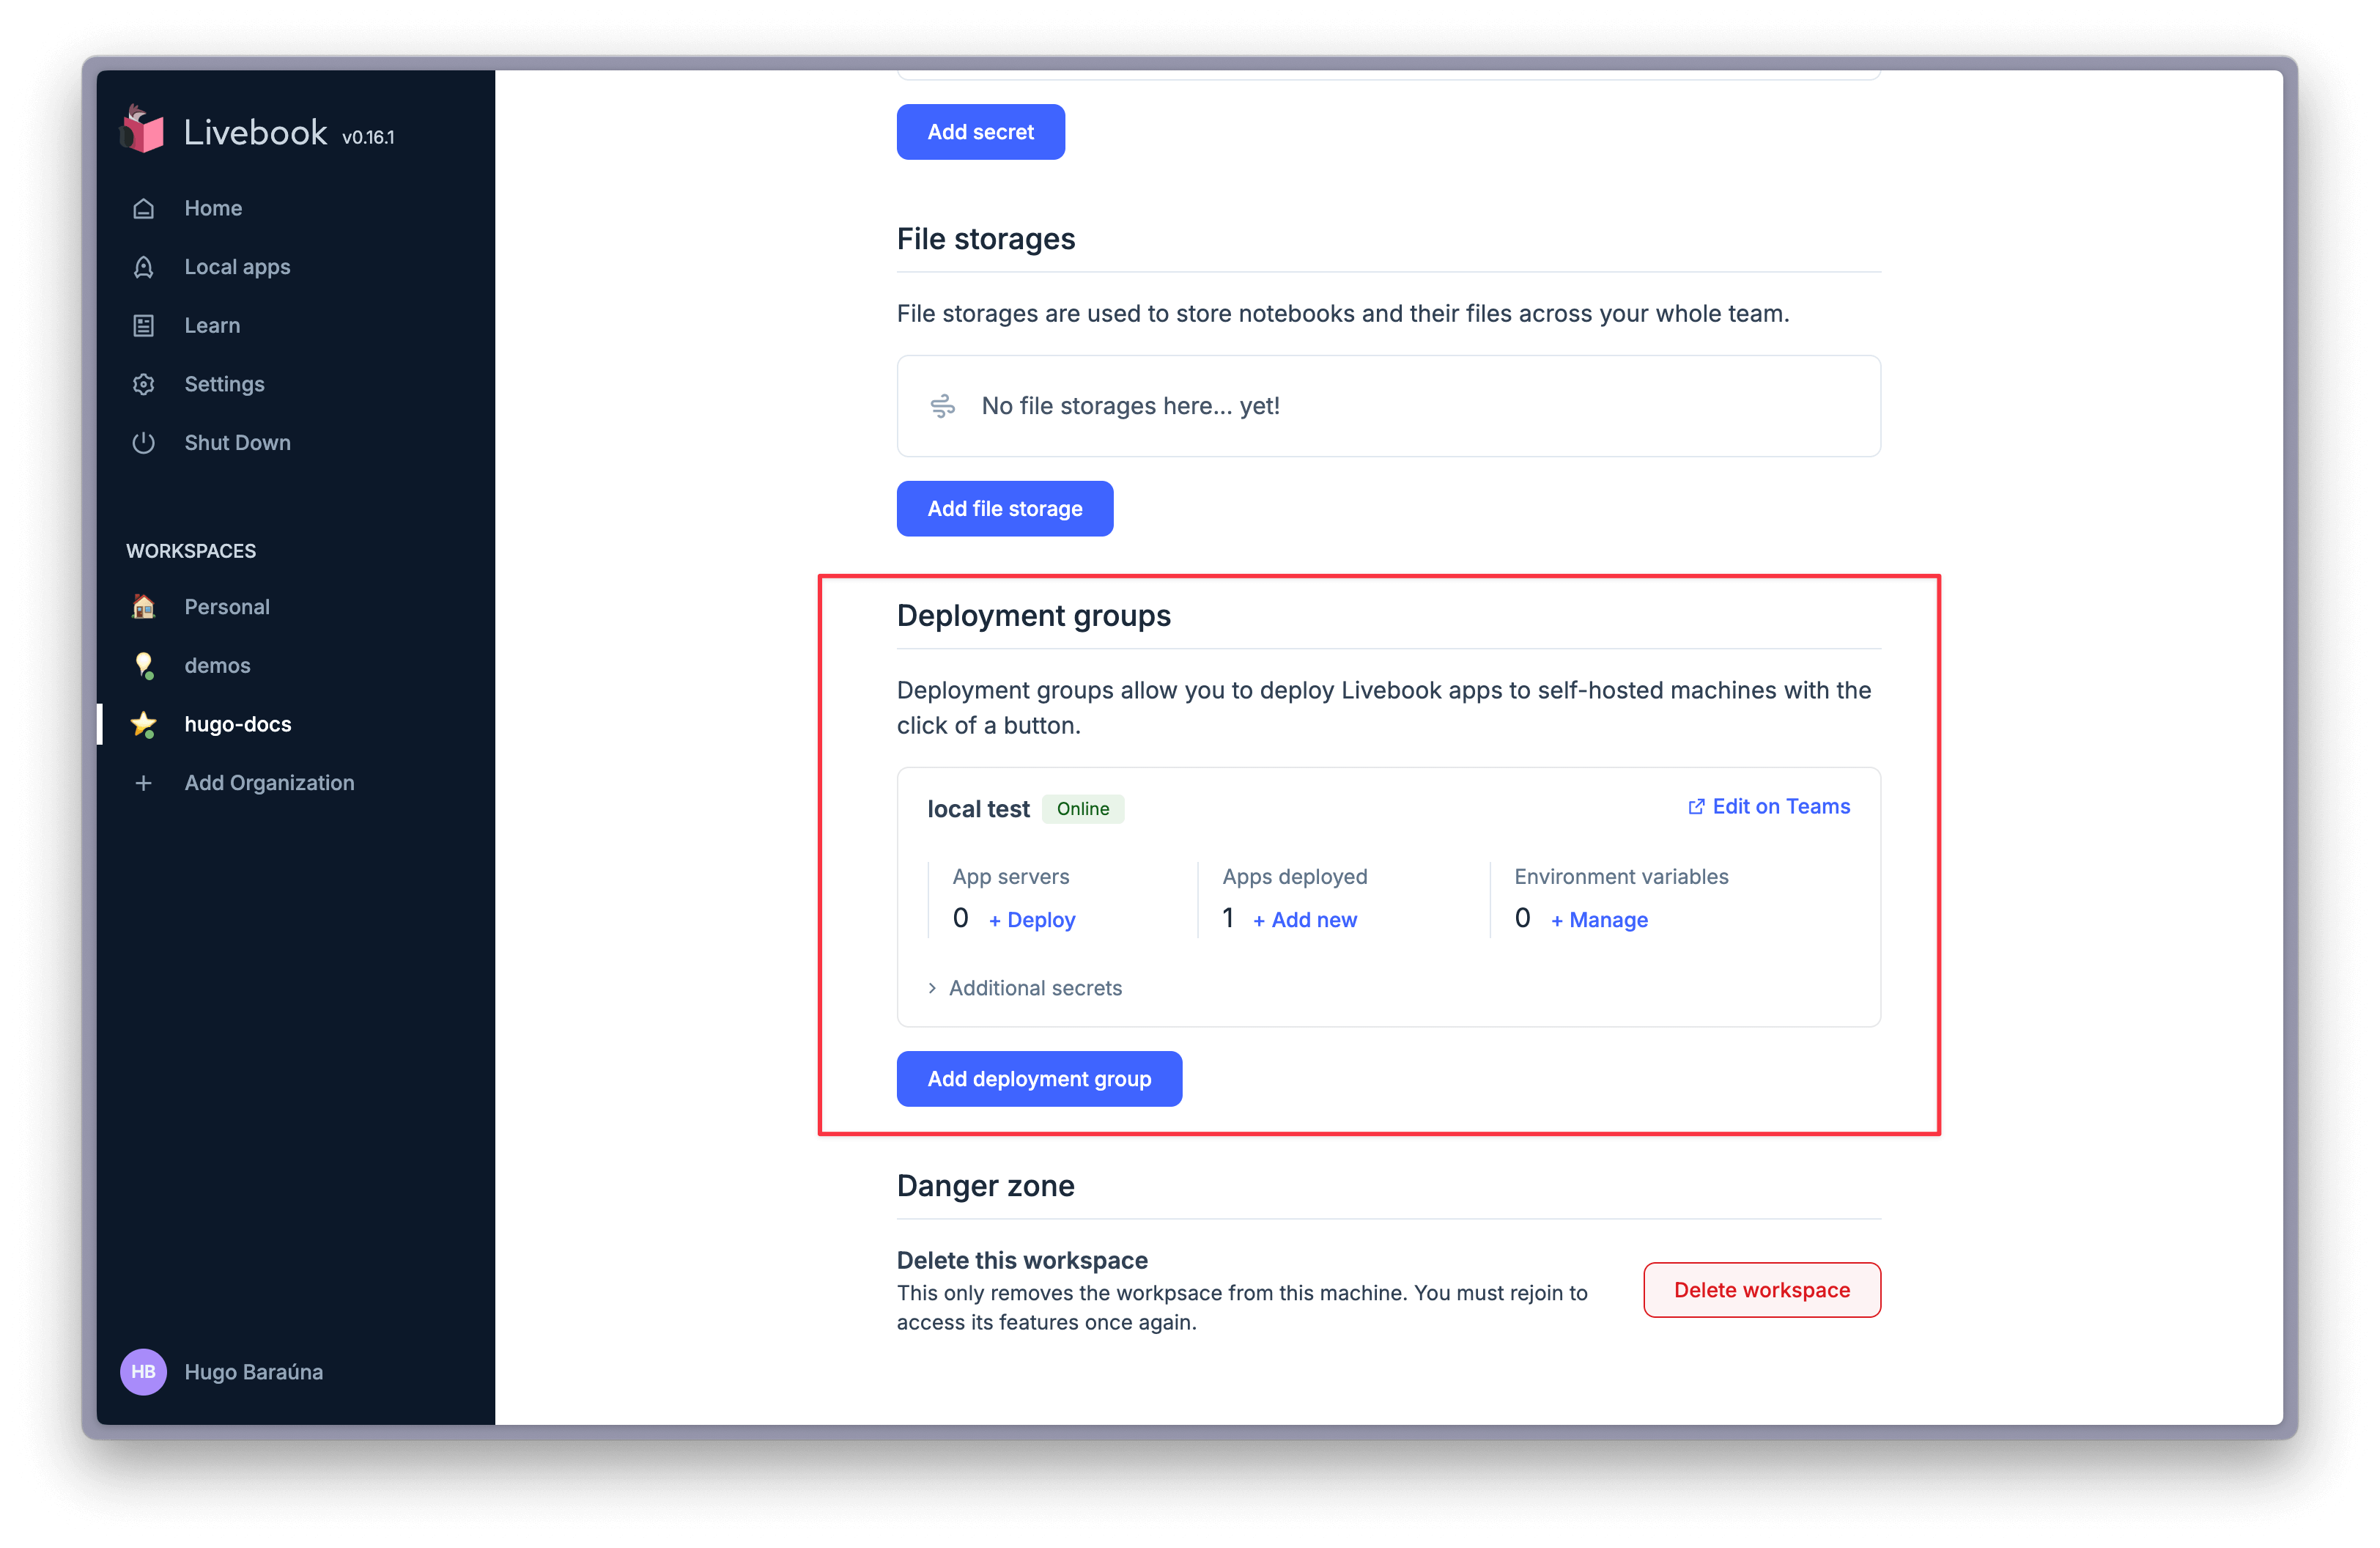 Livebook v0.16.1
Home
Local apps
Learn
Settings
Shut Down
WORKSPACES
Personal
demos
hugo-docs
Add Organization
HB Hugo Baraúna
Add secret
File storages
File storages are used to store notebooks and their files across your whole team.
No file storages here... yet!
Add file storage
Deployment groups
Deployment groups allow you to deploy Livebook apps to self-hosted machines with the
click of a button.
local test Online
Edit on Teams
App servers
0 + Deploy
Apps deployed
1 + Add new
Environment variables
0 + Manage
Additional secrets
Add deployment group
Danger zone
Delete this workspace
This only removes the workpsace from this machine. You must rejoin to
access its features once again.
Delete workspace